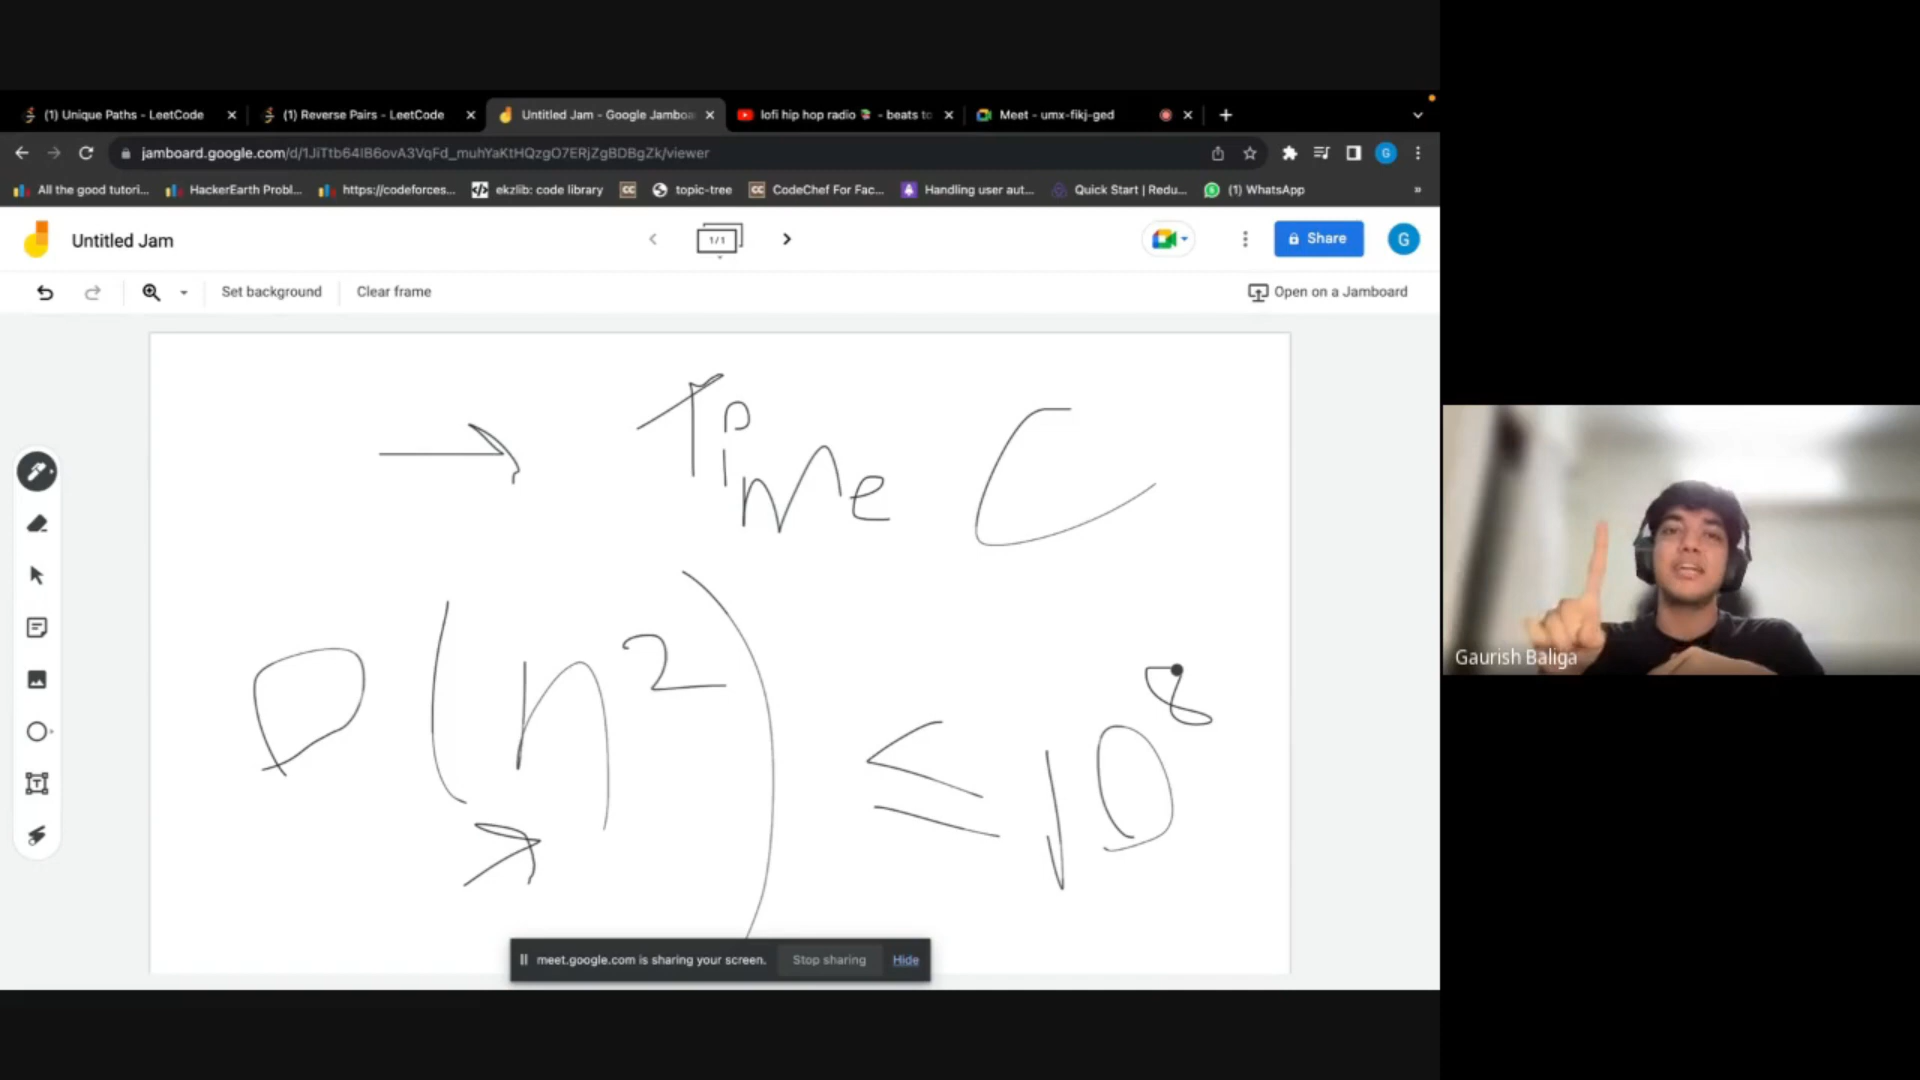 (1) Unique Paths - LeetCode
(1) Reverse Pairs - LeetCode
Untitled Jam - Google Jamboa
lofi hip hop radio 📚 - beats to
Meet - umx-fikj-ged
jamboard.google.com/d/1JiTtb64IB6ovA3VqFd_muhYaKtHQzgO7ERjZgBDBgZk/viewer
G
All the good tutori...
HackerEarth Probl...
https://codeforces...
ekzlib: code library
CC
topic-tree
CC
CodeChef For Fac...
Handling user aut...
Quick Start | Redu...
(1) WhatsApp
»
Untitled Jam
1/1
Share
G
Set background
Clear frame
Open on a Jamboard
→ Time C
O(n²) ≤ 10⁸
Gaurish Baliga
meet.google.com is sharing your screen.
Stop sharing
Hide